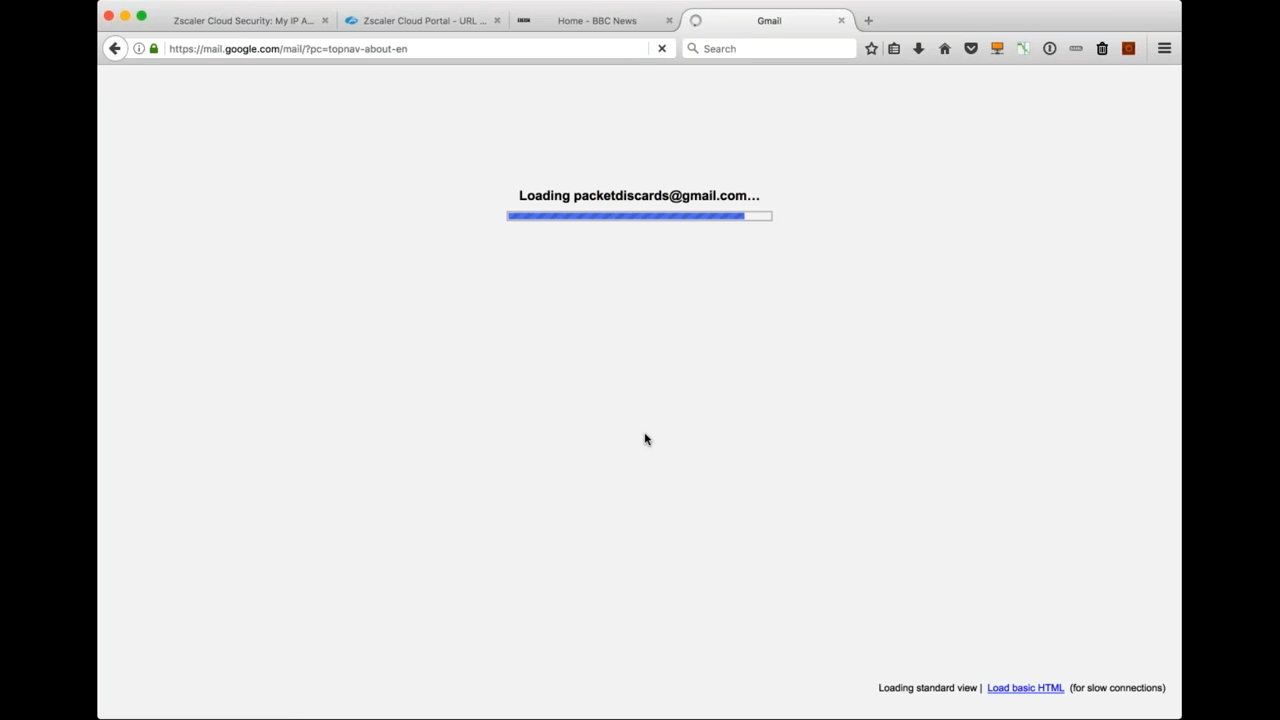 Zscaler Cloud Security: My IP A...
Zscaler Cloud Portal - URL ...
BBC
Home - BBC News
Gmail
https://mail.google.com/mail/?pc=topnav-about-en
Search
Loading packetdiscards@gmail.com...
Loading standard view | Load basic HTML (for slow connections)